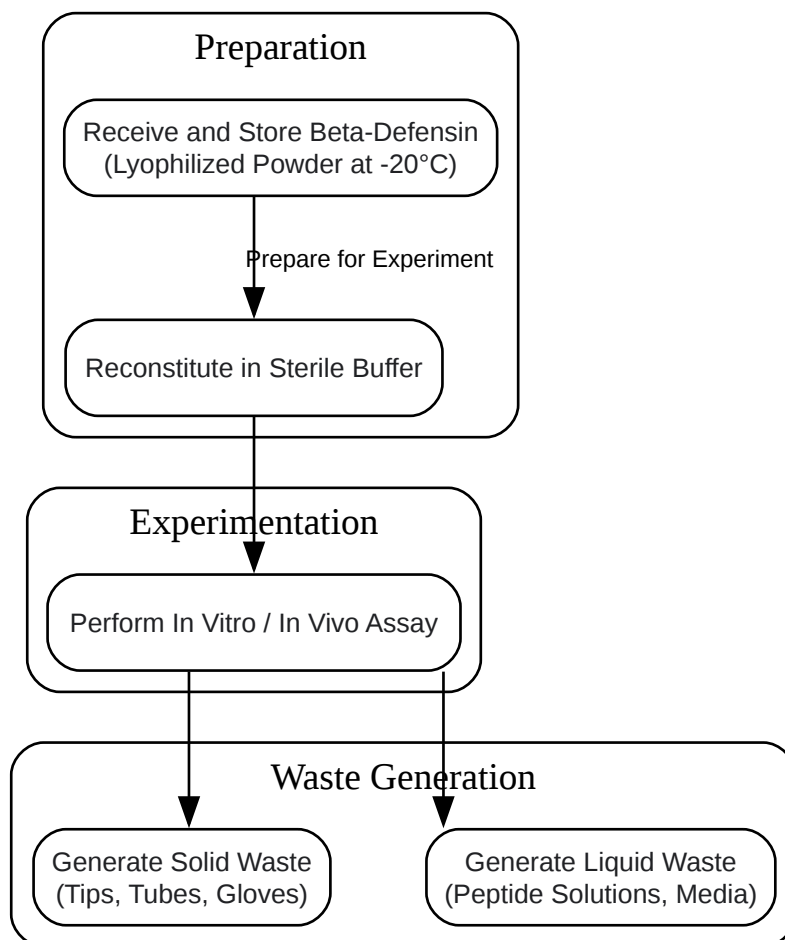 Preparation
Receive and Store Beta-Defensin
(Lyophilized Powder at -20°C)
Prepare for Experiment
Reconstitute in Sterile Buffer
Experimentation
Perform In Vitro / In Vivo Assay
Waste Generation
Generate Solid Waste
(Tips, Tubes, Gloves)
Generate Liquid Waste
(Peptide Solutions, Media)